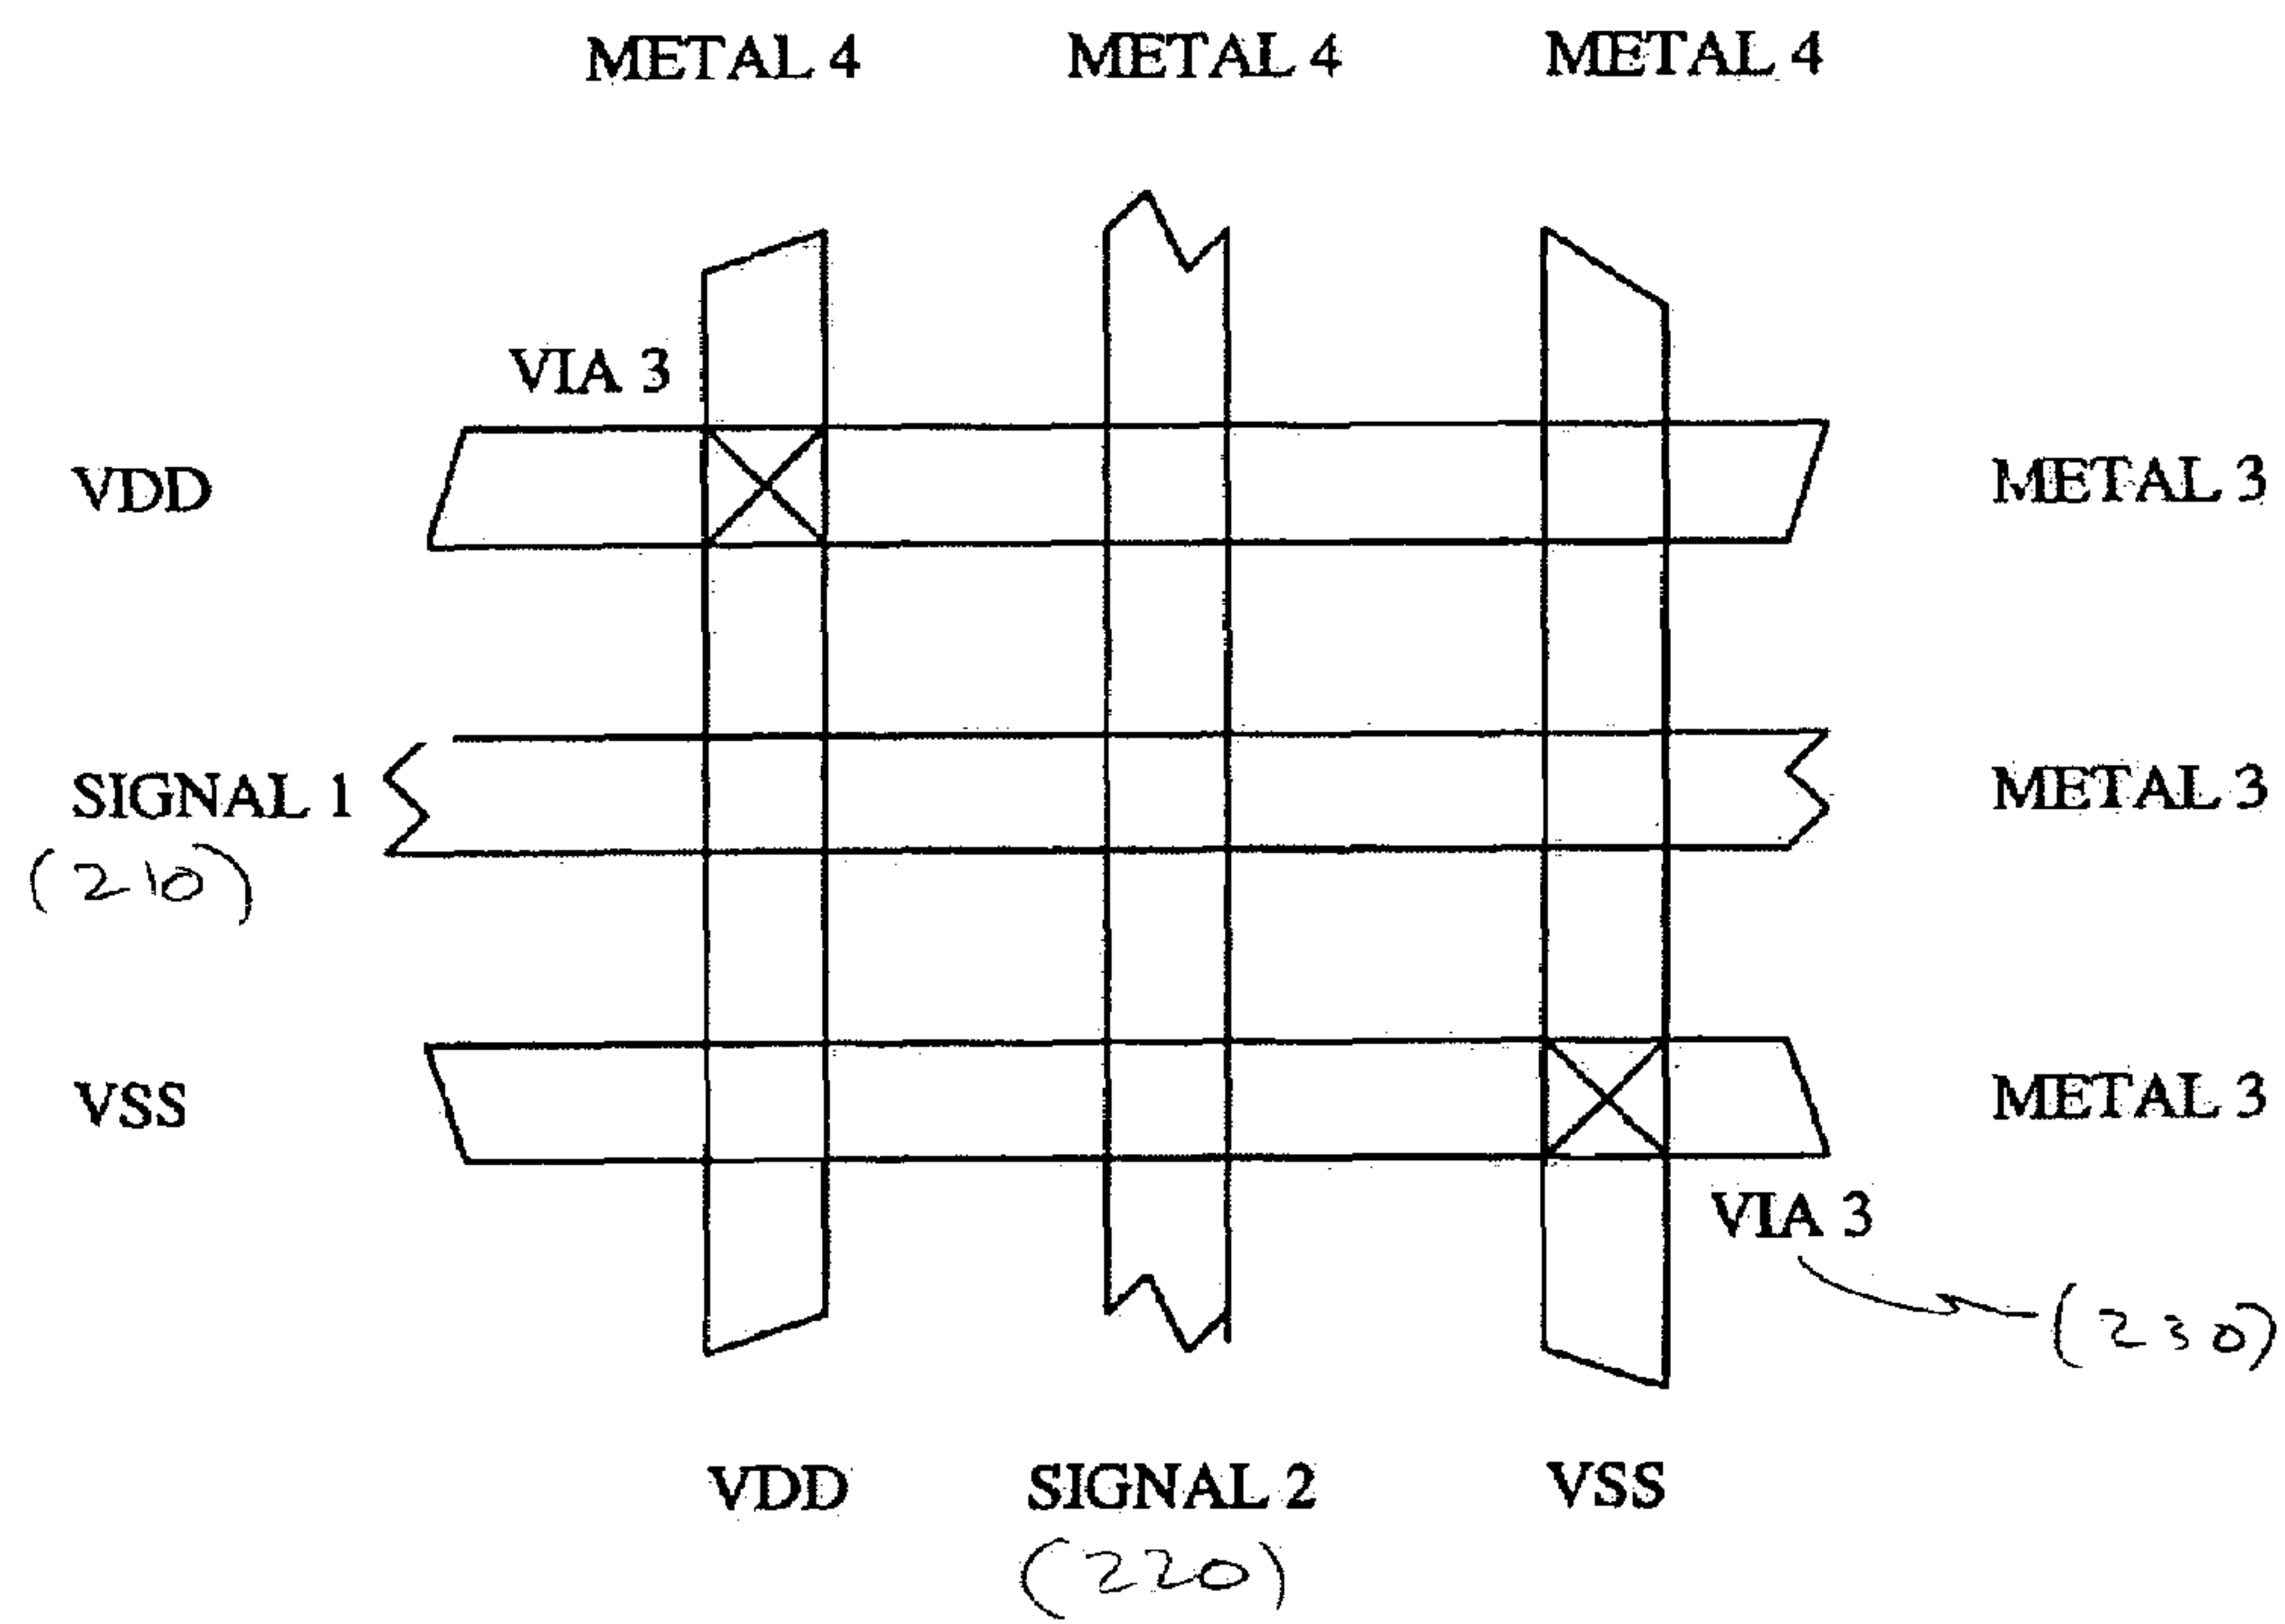 METAL 4 METAL 4 METAL 4
VIA 3
VDD METAL 3
SIGNAL 1 METAL 3
(210)
VSS METAL 3
VIA 3
(230)
VDD SIGNAL 2 VSS
(220)